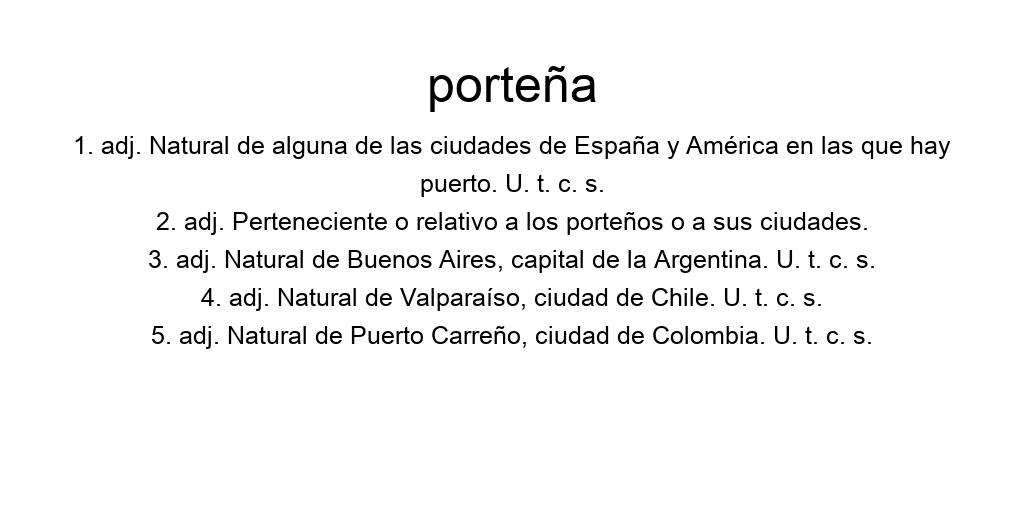 porteña
1. adj. Natural de alguna de las ciudades de España y América en las que hay
puerto. U. t. c. s.
2. adj. Perteneciente o relativo a los porteños o a sus ciudades.
3. adj. Natural de Buenos Aires, capital de la Argentina. U. t. c. s.
4. adj. Natural de Valparaíso, ciudad de Chile. U. t. c. s.
5. adj. Natural de Puerto Carreño, ciudad de Colombia. U. t. c. s.